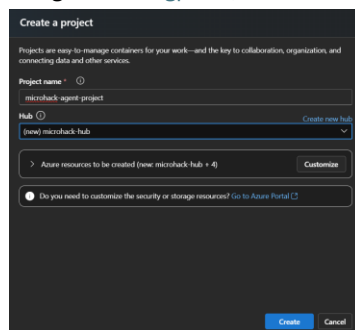 Create a project
Projects are easy-to-manage containers for your work—and the key to collaboration, organization, and
connecting data and other services.
Project name *
microhack-agent-project
Hub
Create new hub
(new) microhack-hub
Azure resources to be created (new: microhack-hub + 4)
Customize
Do you need to customize the security or storage resources? Go to Azure Portal
Create
Cancel